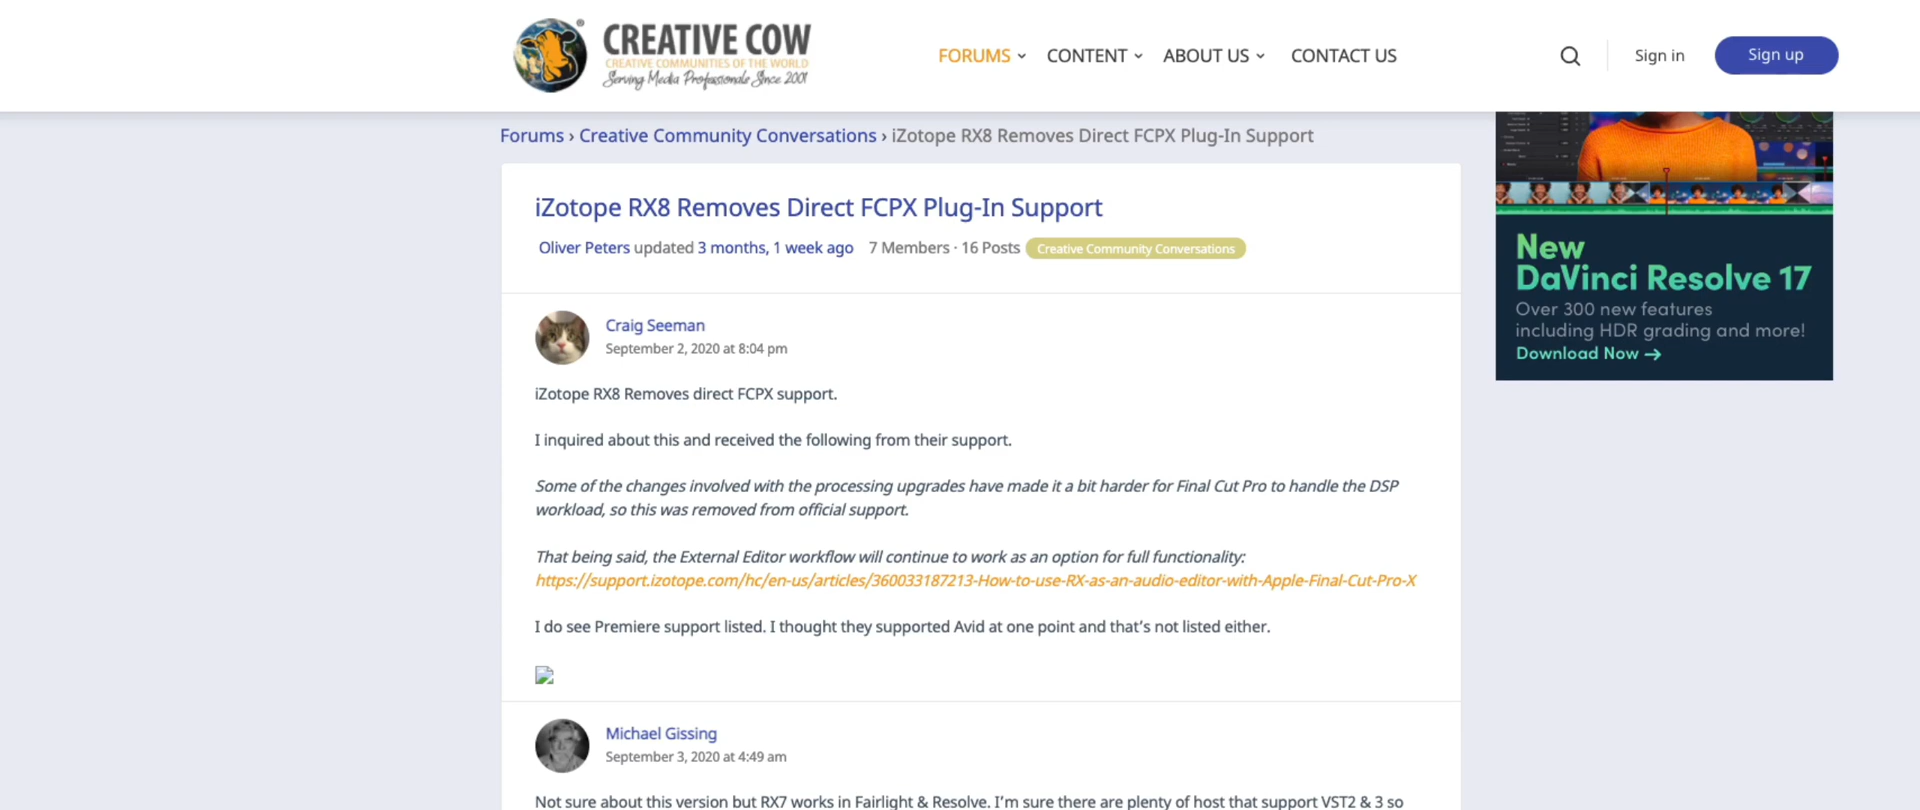 CREATIVE COW®
CREATIVE COMMUNITIES OF THE WORLD
Serving Media Professionals Since 2001
FORUMS
CONTENT
ABOUT US
CONTACT US
Sign in
Sign up
Forums › Creative Community Conversations › iZotope RX8 Removes Direct FCPX Plug-In Support
iZotope RX8 Removes Direct FCPX Plug-In Support
Oliver Peters updated 3 months, 1 week ago 7 Members · 16 Posts Creative Community Conversations
Craig Seeman
September 2, 2020 at 8:04 pm
iZotope RX8 Removes direct FCPX support.
I inquired about this and received the following from their support.
Some of the changes involved with the processing upgrades have made it a bit harder for Final Cut Pro to handle the DSP
workload, so this was removed from official support.
That being said, the External Editor workflow will continue to work as an option for full functionality:
https://support.izotope.com/hc/en-us/articles/360033187213-How-to-use-RX-as-an-audio-editor-with-Apple-Final-Cut-Pro-X
I do see Premiere support listed. I thought they supported Avid at one point and that’s not listed either.
Michael Gissing
September 3, 2020 at 4:49 am
Not sure about this version but RX7 works in Fairlight & Resolve. I’m sure there are plenty of host that support VST2 & 3 so
New
DaVinci Resolve 17
Over 300 new features
including HDR grading and more!
Download Now →